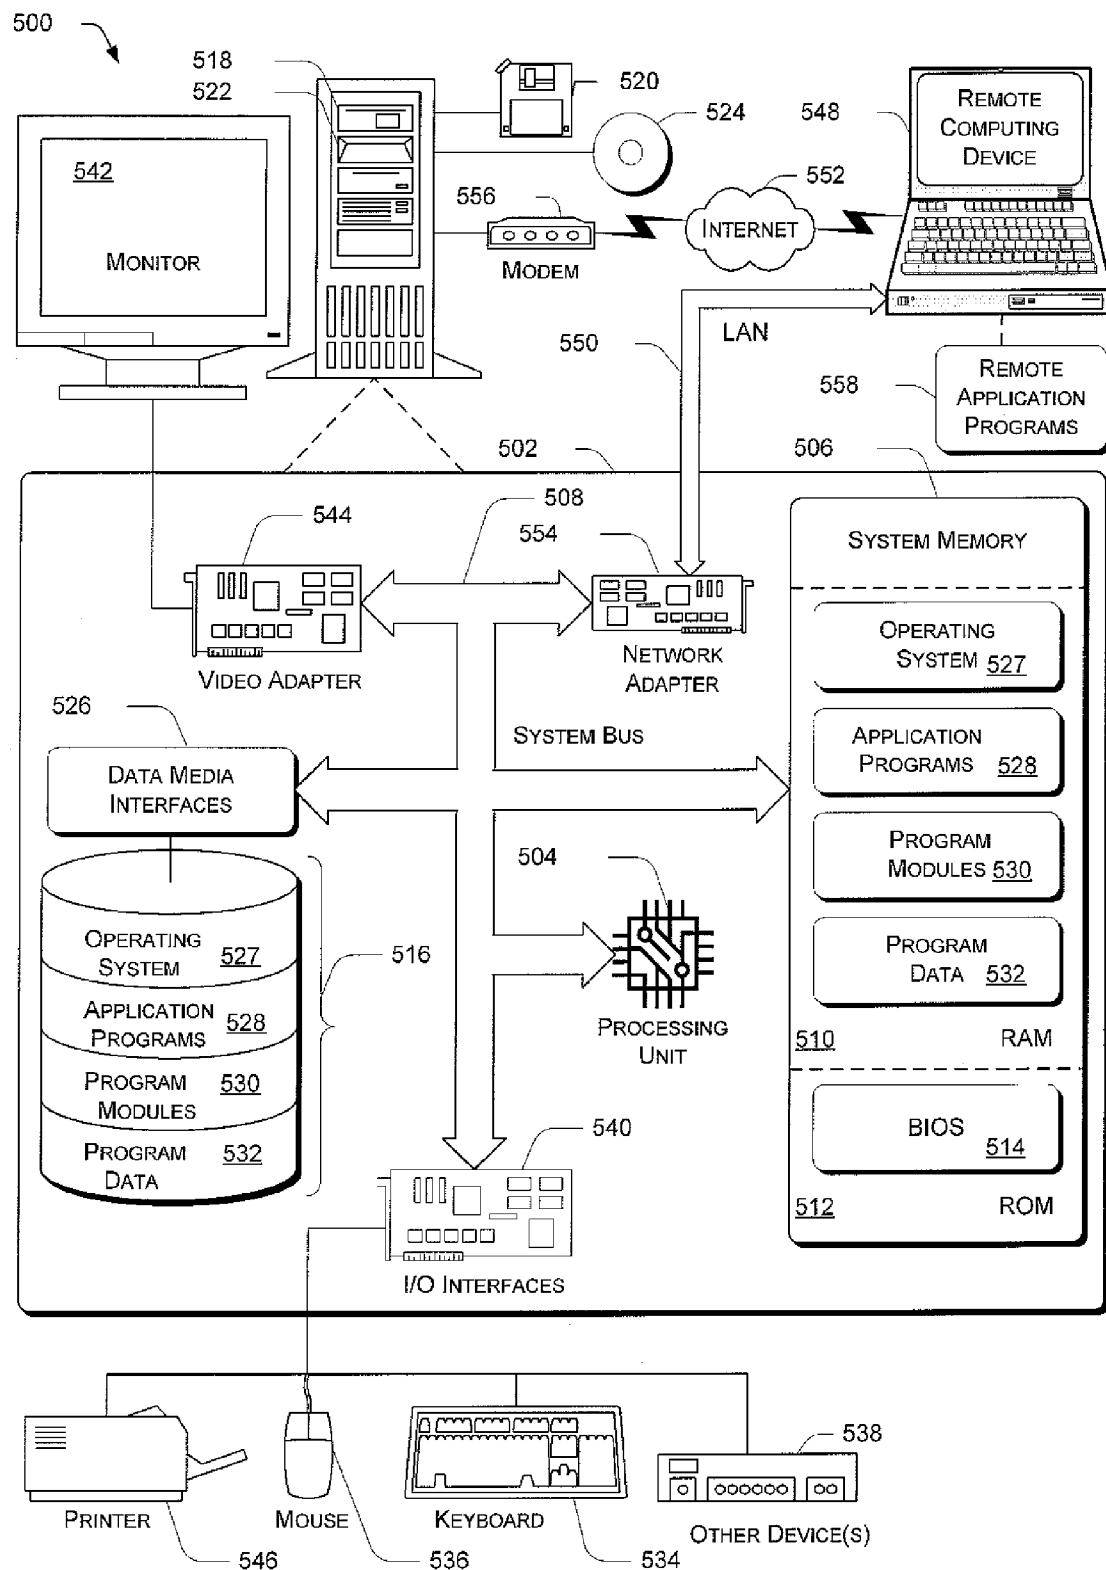 500
518
522
520
524
548
REMOTE
COMPUTING
DEVICE
542
MONITOR
556
MODEM
552
INTERNET
LAN
550
558
REMOTE
APPLICATION
PROGRAMS
502
506
508
544
554
SYSTEM MEMORY
VIDEO ADAPTER
NETWORK
ADAPTER
OPERATING
SYSTEM 527
526
SYSTEM BUS
DATA MEDIA
INTERFACES
APPLICATION
PROGRAMS 528
504
PROGRAM
MODULES 530
OPERATING
SYSTEM 527
516
PROGRAM
DATA 532
APPLICATION
PROGRAMS 528
PROCESSING
UNIT
510 RAM
PROGRAM
MODULES 530
540
BIOS 514
PROGRAM
DATA 532
512 ROM
I/O INTERFACES
538
PRINTER
MOUSE
KEYBOARD
OTHER DEVICE(S)
546
536
534